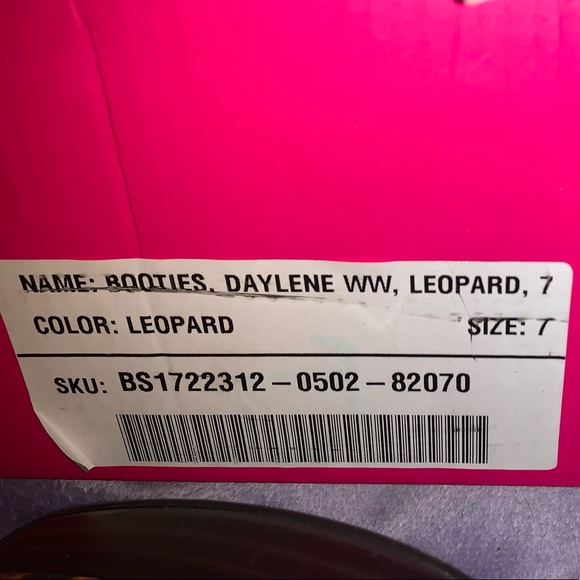 NAME: BOOTIES, DAYLENE WW, LEOPARD, 7
COLOR: LEOPARD SIZE: 7
SKU: BS1722312-0502-82070